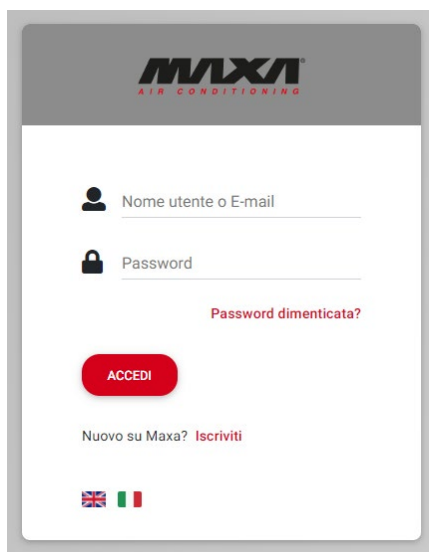 MAXA
AIR CONDITIONING
Nome utente o E-mail
Password
Password dimenticata?
ACCEDI
Nuovo su Maxa? Iscriviti